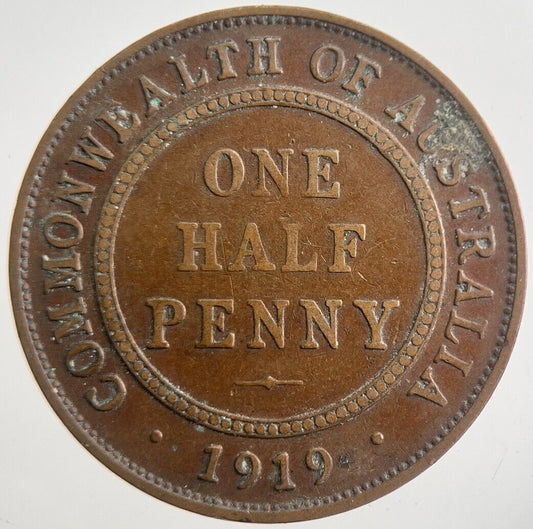 COMMONWEALTH OF AUSTRALIA
ONE
HALF
PENNY
· 1919 ·